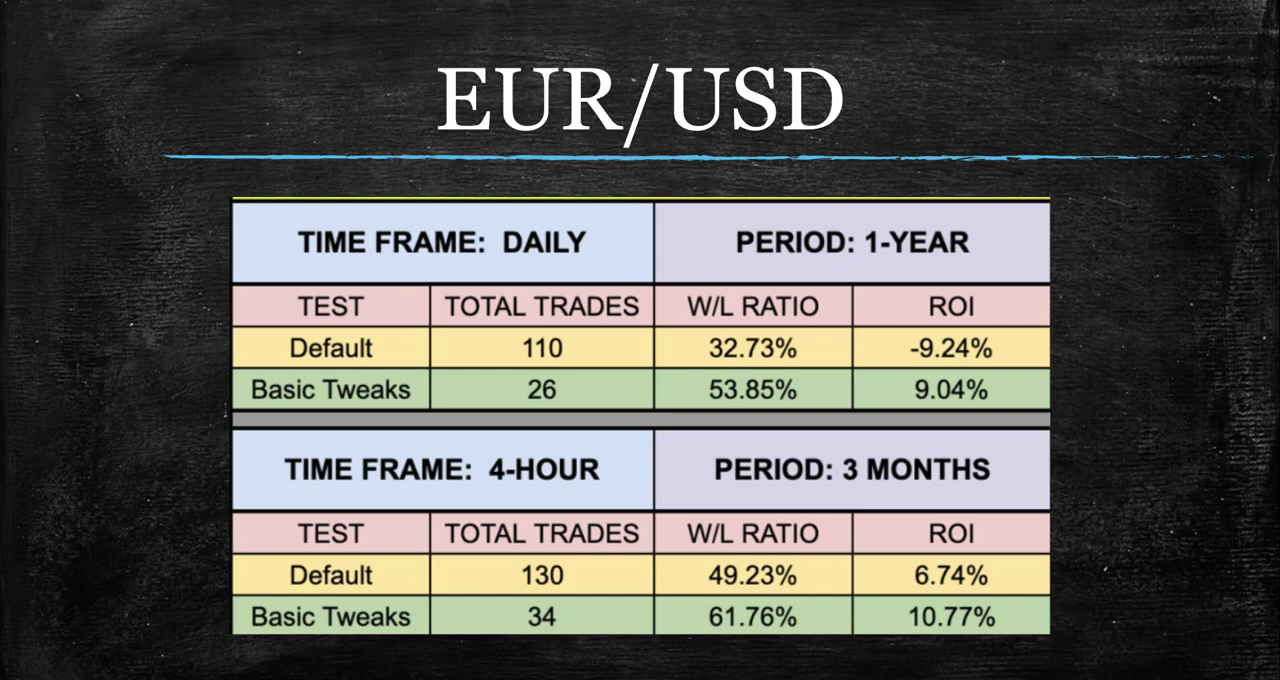 EUR/USD
TIME FRAME: DAILY PERIOD: 1-YEAR
TEST TOTAL TRADES W/L RATIO ROI
Default 110 32.73% -9.24%
Basic Tweaks 26 53.85% 9.04%
TIME FRAME: 4-HOUR PERIOD: 3 MONTHS
TEST TOTAL TRADES W/L RATIO ROI
Default 130 49.23% 6.74%
Basic Tweaks 34 61.76% 10.77%